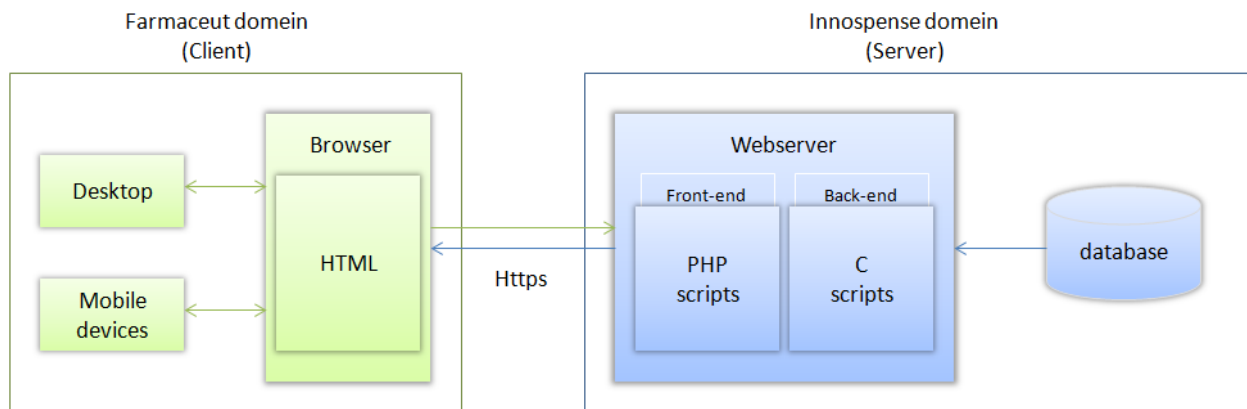 Farmaceut domein
(Client)
Innospense domein
(Server)
Browser
Desktop
HTML
Mobile
devices
Https
Webserver
Front-end
Back-end
PHP
scripts
C
scripts
database